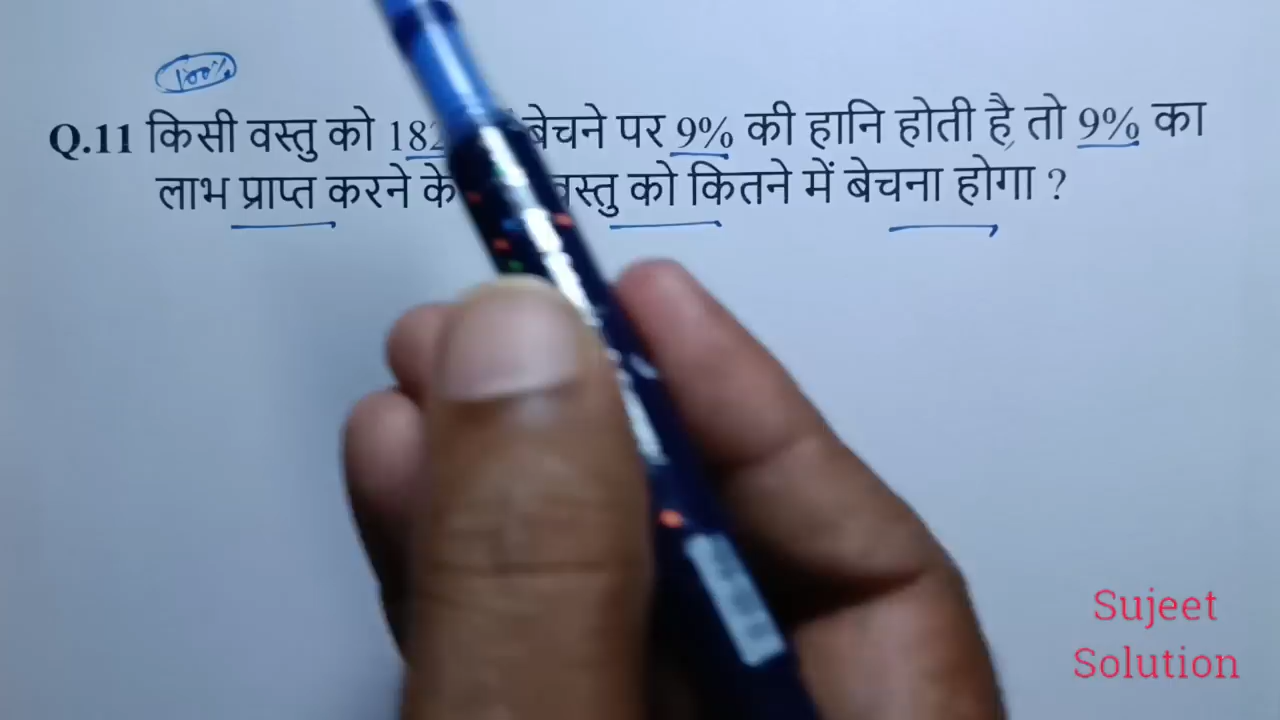 100%
Q.11 किसी वस्तु को 182 बेचने पर 9% की हानि होती है, तो 9% का
लाभ प्राप्त करने के वस्तु को कितने में बेचना होगा ?
Sujeet
Solution